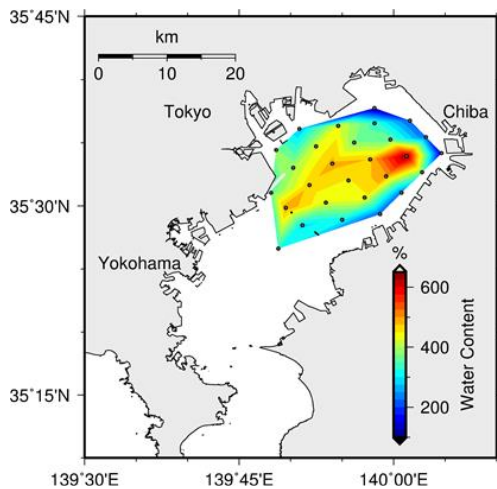 35°45'N
km
0 10 20
Tokyo
Chiba
35°30'N
Yokohama
%
600
400
200
Water Content
35°15'N
139°30'E 139°45'E 140°00'E